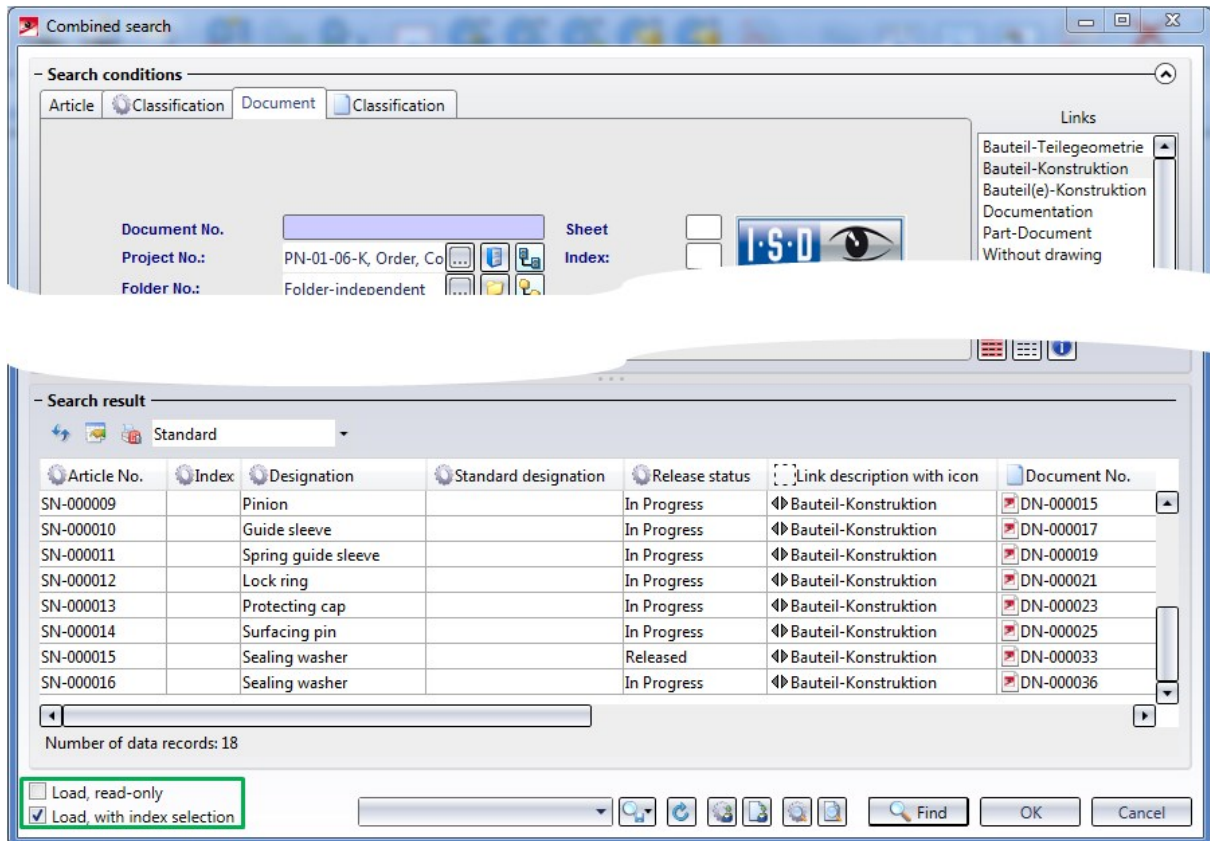 Combined search
Search conditions
Article Classification Document Classification
Links
Bauteil-Teilegeometrie
Bauteil-Konstruktion
Bauteil(e)-Konstruktion
Documentation
Part-Document
Without drawing
Document No. Sheet
Project No.: PN-01-06-K, Order, Co ... Index:
Folder No.: Folder-independent ...
I·S·D
Search result
Standard
Article No. Index Designation Standard designation Release status Link description with icon Document No.
SN-000009 Pinion In Progress Bauteil-Konstruktion DN-000015
SN-000010 Guide sleeve In Progress Bauteil-Konstruktion DN-000017
SN-000011 Spring guide sleeve In Progress Bauteil-Konstruktion DN-000019
SN-000012 Lock ring In Progress Bauteil-Konstruktion DN-000021
SN-000013 Protecting cap In Progress Bauteil-Konstruktion DN-000023
SN-000014 Surfacing pin In Progress Bauteil-Konstruktion DN-000025
SN-000015 Sealing washer Released Bauteil-Konstruktion DN-000033
SN-000016 Sealing washer In Progress Bauteil-Konstruktion DN-000036
Number of data records: 18
Load, read-only
Load, with index selection
Find OK Cancel